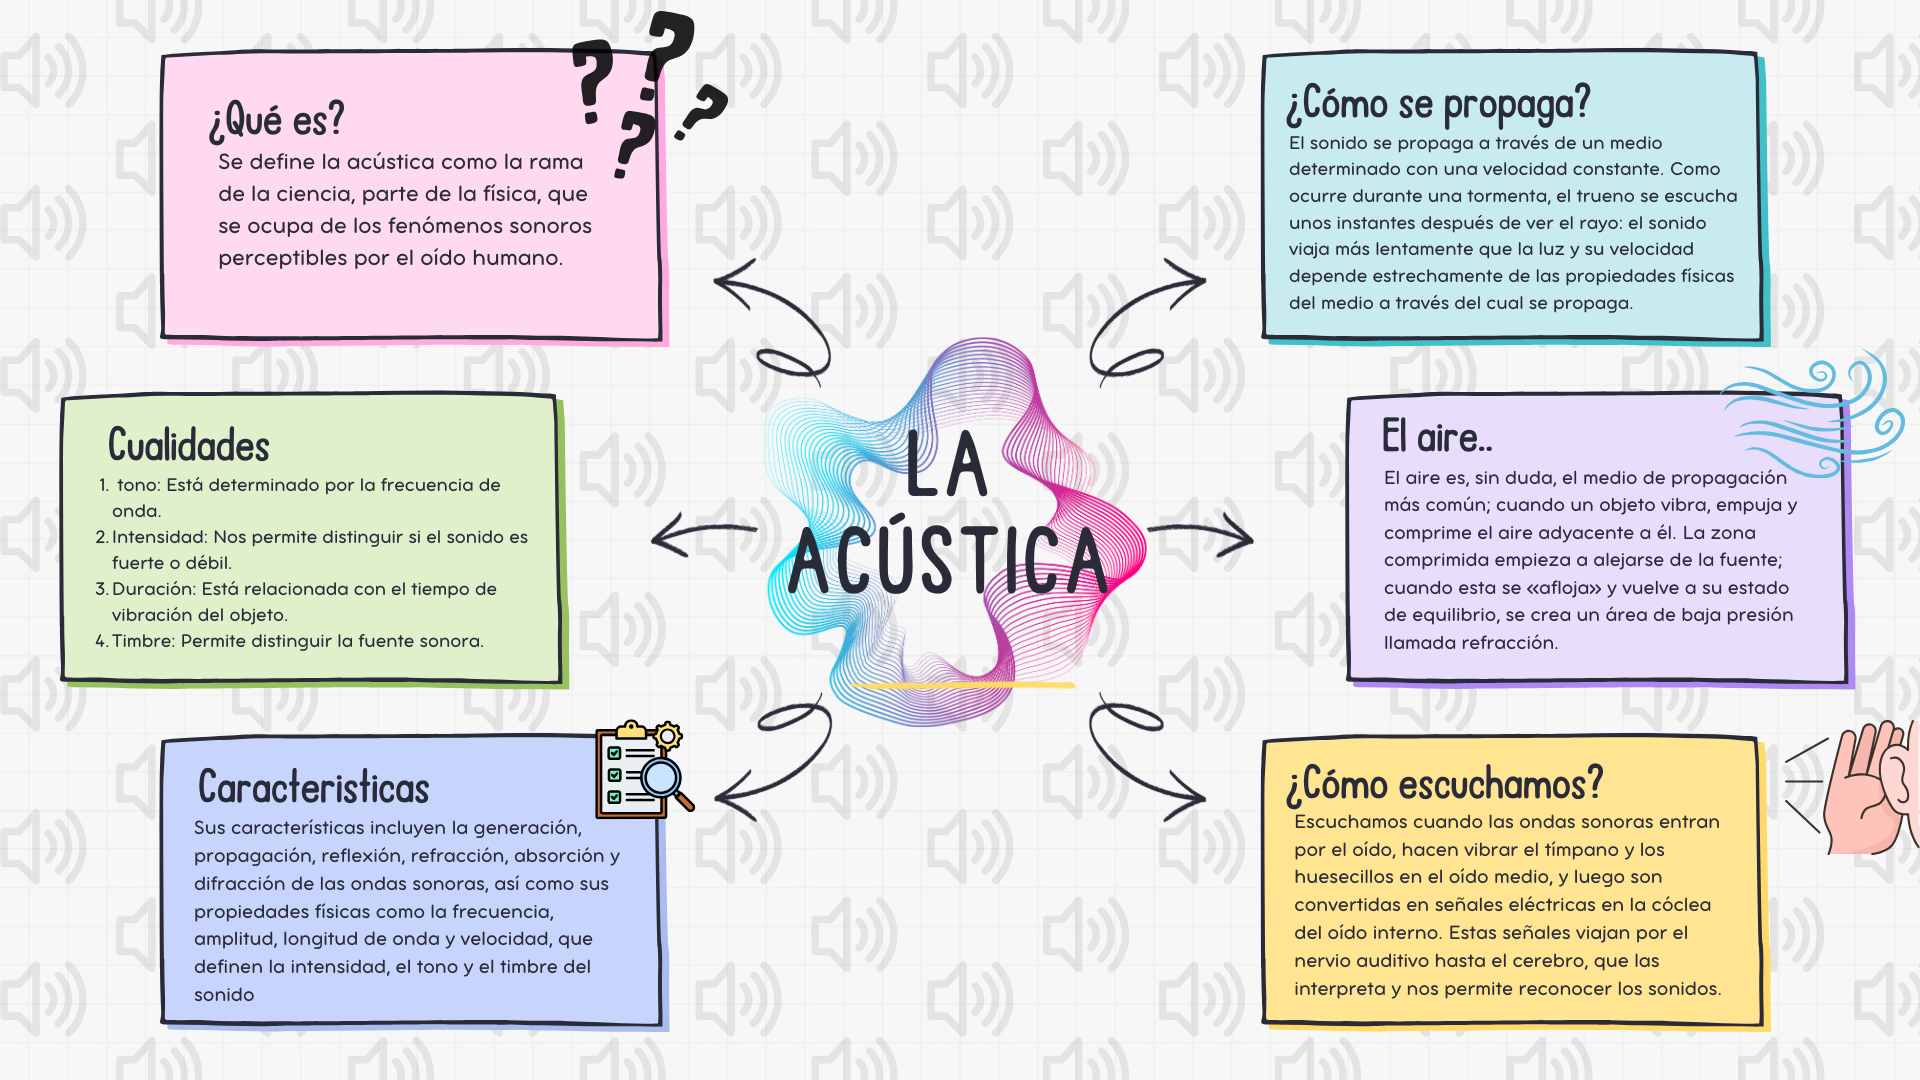 ¿Qué es?
Se define la acústica como la rama
de la ciencia, parte de la física, que
se ocupa de los fenómenos sonoros
perceptibles por el oído humano.
Cualidades
1. tono: Está determinado por la frecuencia de
onda.
2. Intensidad: Nos permite distinguir si el sonido es
fuerte o débil.
3. Duración: Está relacionada con el tiempo de
vibración del objeto.
4. Timbre: Permite distinguir la fuente sonora.
Caracteristicas
Sus características incluyen la generación,
propagación, reflexión, refracción, absorción y
difracción de las ondas sonoras, así como sus
propiedades físicas como la frecuencia,
amplitud, longitud de onda y velocidad, que
definen la intensidad, el tono y el timbre del
sonido
LA
ACÚSTICA
¿Cómo se propaga?
El sonido se propaga a través de un medio
determinado con una velocidad constante. Como
ocurre durante una tormenta, el trueno se escucha
unos instantes después de ver el rayo: el sonido
viaja más lentamente que la luz y su velocidad
depende estrechamente de las propiedades físicas
del medio a través del cual se propaga.
El aire..
El aire es, sin duda, el medio de propagación
más común; cuando un objeto vibra, empuja y
comprime el aire adyacente a él. La zona
comprimida empieza a alejarse de la fuente;
cuando esta se «afloja» y vuelve a su estado
de equilibrio, se crea un área de baja presión
llamada refracción.
¿Cómo escuchamos?
Escuchamos cuando las ondas sonoras entran
por el oído, hacen vibrar el tímpano y los
huesecillos en el oído medio, y luego son
convertidas en señales eléctricas en la cóclea
del oído interno. Estas señales viajan por el
nervio auditivo hasta el cerebro, que las
interpreta y nos permite reconocer los sonidos.